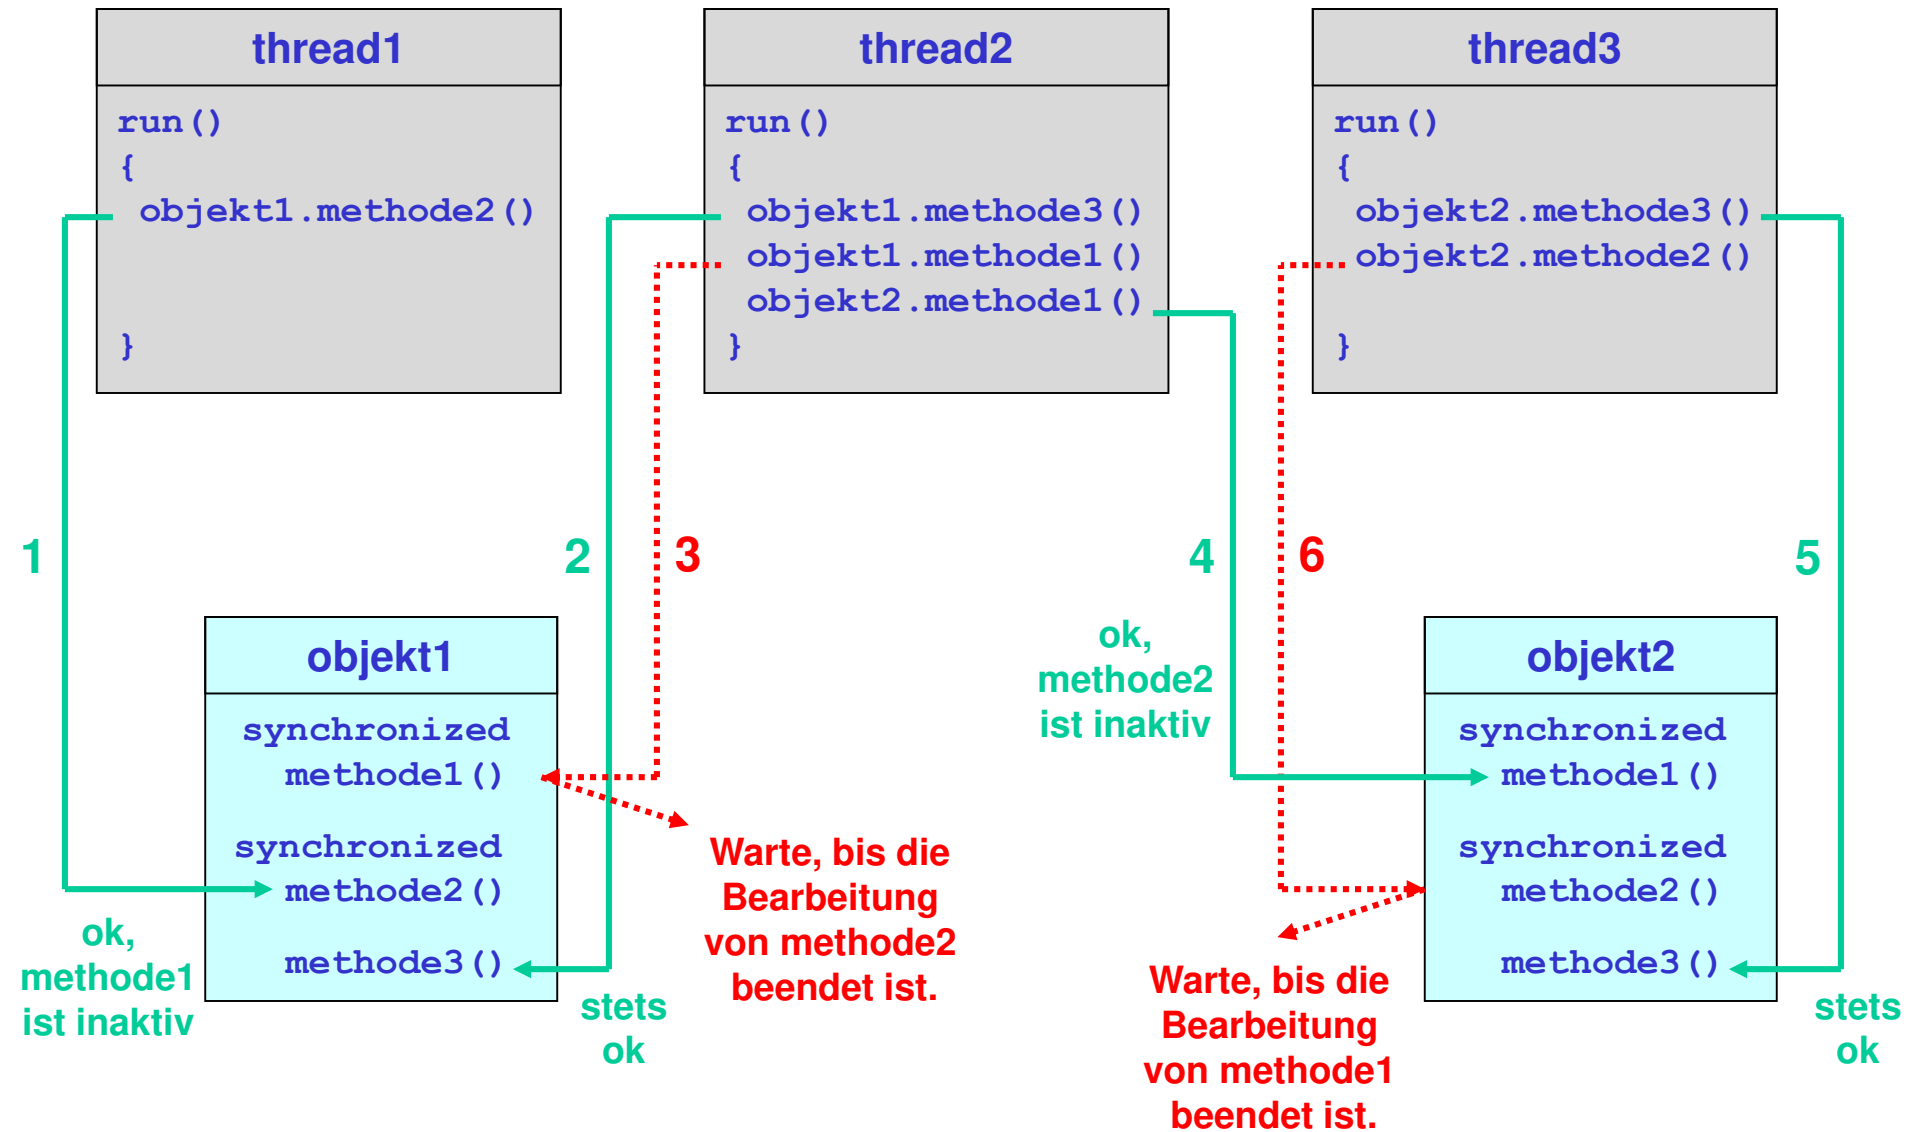 thread1
run()
{
objekt1.methode2()
}
thread2
run()
{
objekt1.methode3()
objekt1.methode1()
objekt2.methode1()
}
thread3
run()
{
objekt2.methode3()
objekt2.methode2()
}
1
2
3
4
6
5
objekt1
synchronized
methode1()
synchronized
methode2()
methode3()
ok,
methode1
ist inaktiv
stets
ok
Warte, bis die
Bearbeitung
von methode2
beendet ist.
ok,
methode2
ist inaktiv
objekt2
synchronized
methode1()
synchronized
methode2()
methode3()
Warte, bis die
Bearbeitung
von methode1
beendet ist.
stets
ok